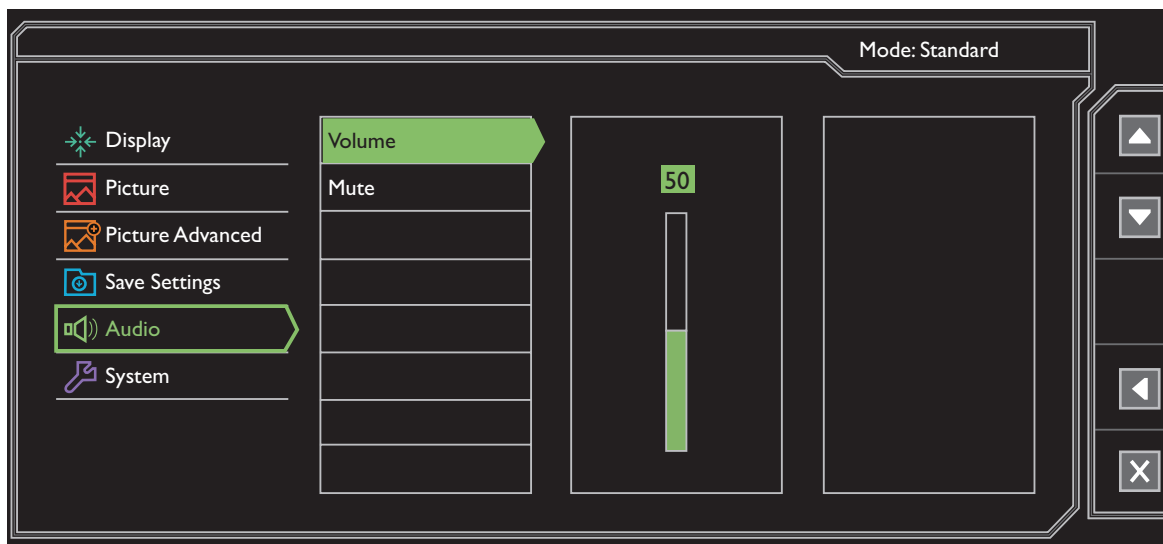 Mode: Standard
Display
Picture
Picture Advanced
Save Settings
Audio
System
Volume
Mute
50